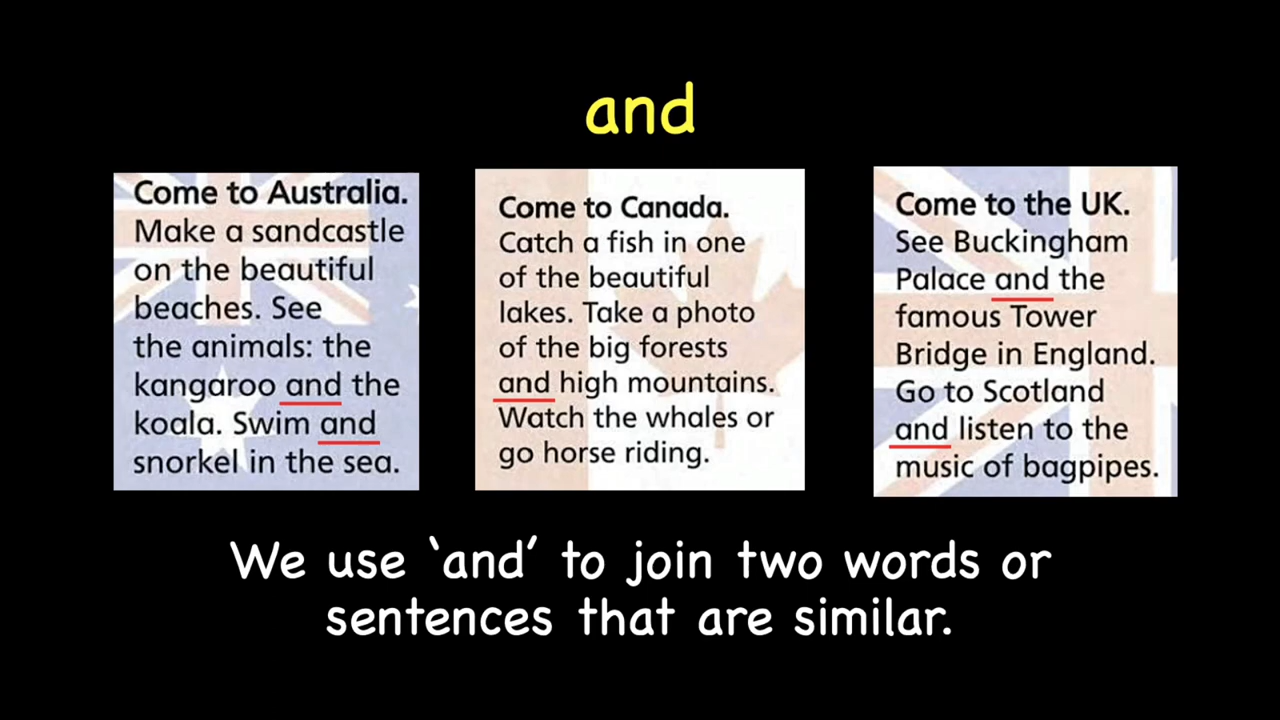 and
Come to Australia.
Make a sandcastle
on the beautiful
beaches. See
the animals: the
kangaroo and the
koala. Swim and
snorkel in the sea.
Come to Canada.
Catch a fish in one
of the beautiful
lakes. Take a photo
of the big forests
and high mountains.
Watch the whales or
go horse riding.
Come to the UK.
See Buckingham
Palace and the
famous Tower
Bridge in England.
Go to Scotland
and listen to the
music of bagpipes.
We use ‘and’ to join two words or
sentences that are similar.